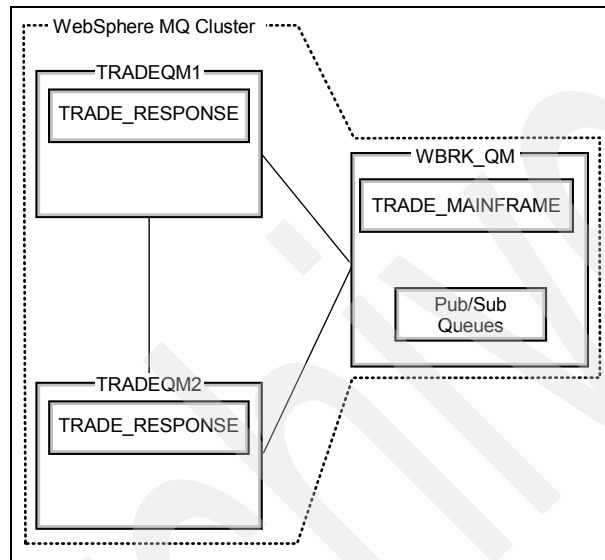 WebSphere MQ Cluster
TRADEQM1
TRADE_RESPONSE
WBRK_QM
TRADE_MAINFRAME
Pub/Sub
Queues
TRADEQM2
TRADE_RESPONSE